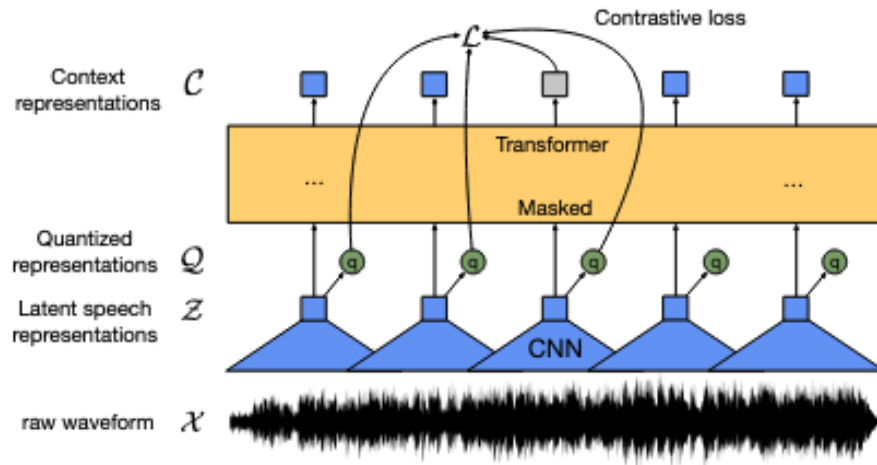 Contrastive loss
ℒ
Context
representations 𝒞
Transformer
... ...
Masked
Quantized
representations 𝒬
q q q q q
Latent speech
representations 𝒵
CNN
raw waveform 𝒳